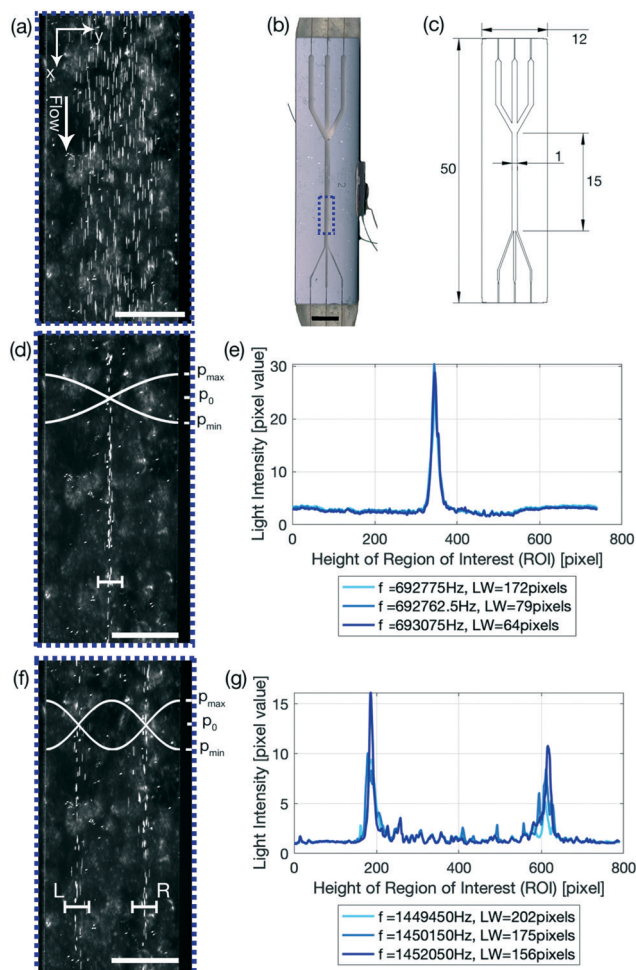 (a)
y
x
Flow
(b)
2
(c)
12
50
1
15
(d)
p_max
p_0
p_min
(e)
Light Intensity [pixel value]
30
20
10
0
0 200 400 600 800
Height of Region of Interest (ROI) [pixel]
f =692775Hz, LW=172pixels
f =692762.5Hz, LW=79pixels
f =693075Hz, LW=64pixels
(f)
p_max
p_0
p_min
L R
(g)
Light Intensity [pixel value]
15
10
5
0
0 200 400 600 800
Height of Region of Interest (ROI) [pixel]
f =1449450Hz, LW=202pixels
f =1450150Hz, LW=175pixels
f =1452050Hz, LW=156pixels